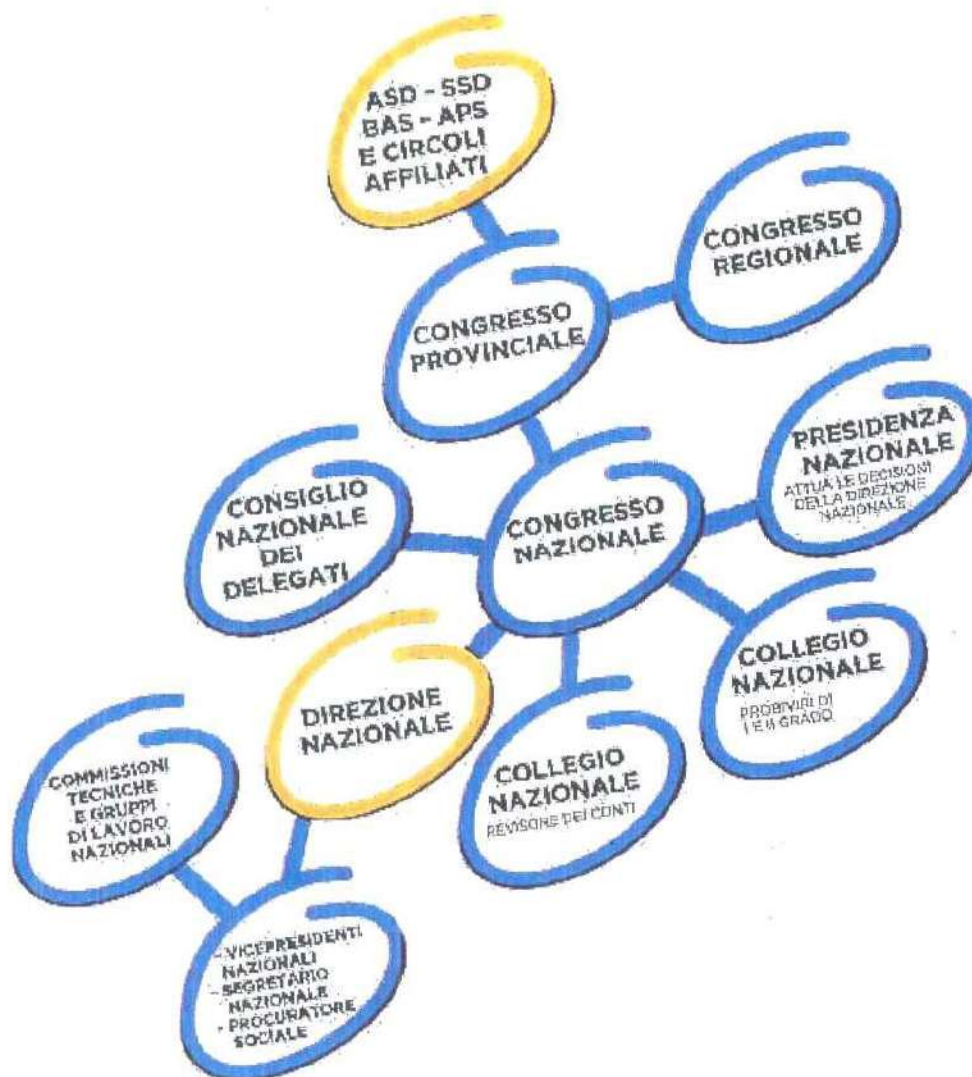 ASD - SSD
BAS - APS
E CIRCOLI
AFFILIATI
CONGRESSO
REGIONALE
CONGRESSO
PROVINCIALE
PRESIDENZA
NAZIONALE
ATTUA LE DECISIONI
DELLA DIREZIONE
NAZIONALE
CONSIGLIO
NAZIONALE
DEI
DELEGATI
CONGRESSO
NAZIONALE
COLLEGIO
NAZIONALE
PROBIVIRI DI
I E II GRADO
DIREZIONE
NAZIONALE
COLLEGIO
NAZIONALE
REVISORE DEI CONTI
COMMISSIONI
TECNICHE
E GRUPPI
DI LAVORO
NAZIONALI
- VICEPRESIDENTI
NAZIONALI
- SEGRETARIO
NAZIONALE
- PROCURATORE
SOCIALE